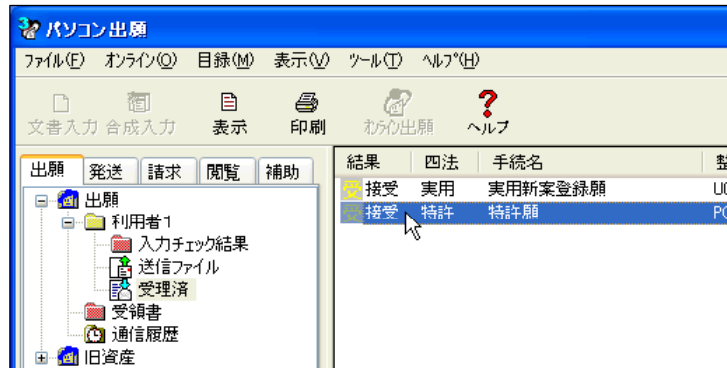 パソコン出願
ファイル(F) オンライン(O) 目録(M) 表示(V) ツール(T) ヘルプ(H)
文書入力 合成入力 表示 印刷 オンライン出願 ヘルプ
出願 発送 請求 閲覧 補助
結果 四法 手続名 整
受 接受 実用 実用新案登録願 U0
受 接受 特許 特許願 P0
出願
利用者1
入力チェック結果
送信ファイル
受理済
受領書
通信履歴
旧資産